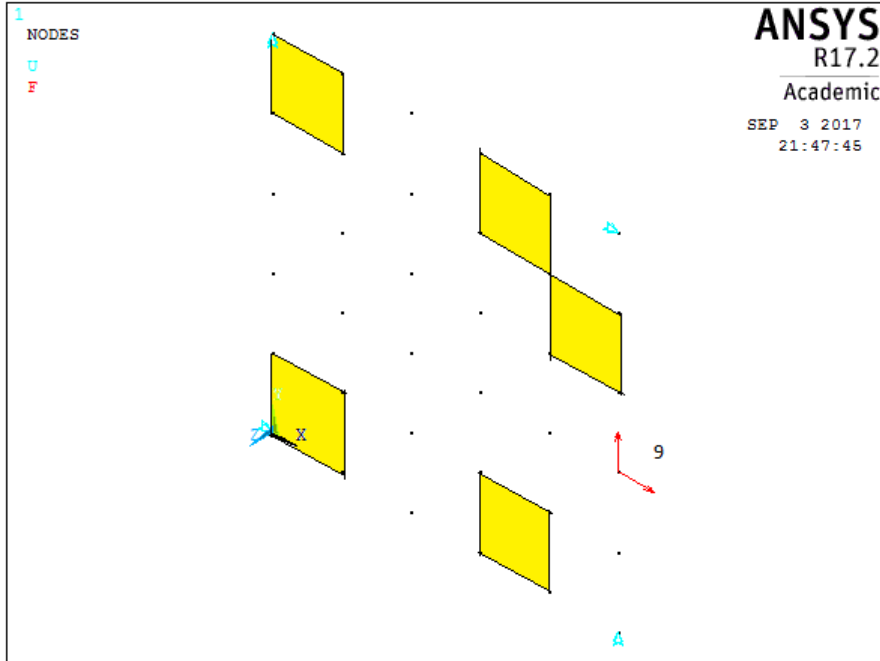 1
NODES
U
F
ANSYS
R17.2
Academic
SEP 3 2017
21:47:45
Y
Z
X
9